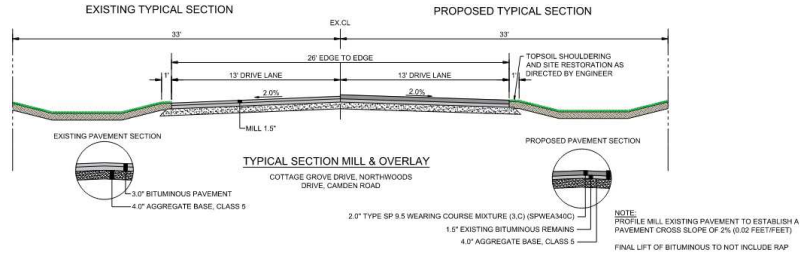 EXISTING TYPICAL SECTION
PROPOSED TYPICAL SECTION
EX.CL
33'
33'
26' EDGE TO EDGE
1'
13' DRIVE LANE
13' DRIVE LANE
1'
TOPSOIL SHOULDERING
AND SITE RESTORATION AS
DIRECTED BY ENGINEER
2.0%
2.0%
MILL 1.5"
EXISTING PAVEMENT SECTION
PROPOSED PAVEMENT SECTION
TYPICAL SECTION MILL & OVERLAY
COTTAGE GROVE DRIVE, NORTHWOODS
DRIVE, CAMDEN ROAD
3.0" BITUMINOUS PAVEMENT
4.0" AGGREGATE BASE, CLASS 5
2.0" TYPE SP 9.5 WEARING COURSE MIXTURE (3,C) (SPWEA340C)
1.5" EXISTING BITUMINOUS REMAINS
4.0" AGGREGATE BASE, CLASS 5
NOTE:
PROFILE MILL EXISTING PAVEMENT TO ESTABLISH A
PAVEMENT CROSS SLOPE OF 2% (0.02 FEET/FEET)
FINAL LIFT OF BITUMINOUS TO NOT INCLUDE RAP